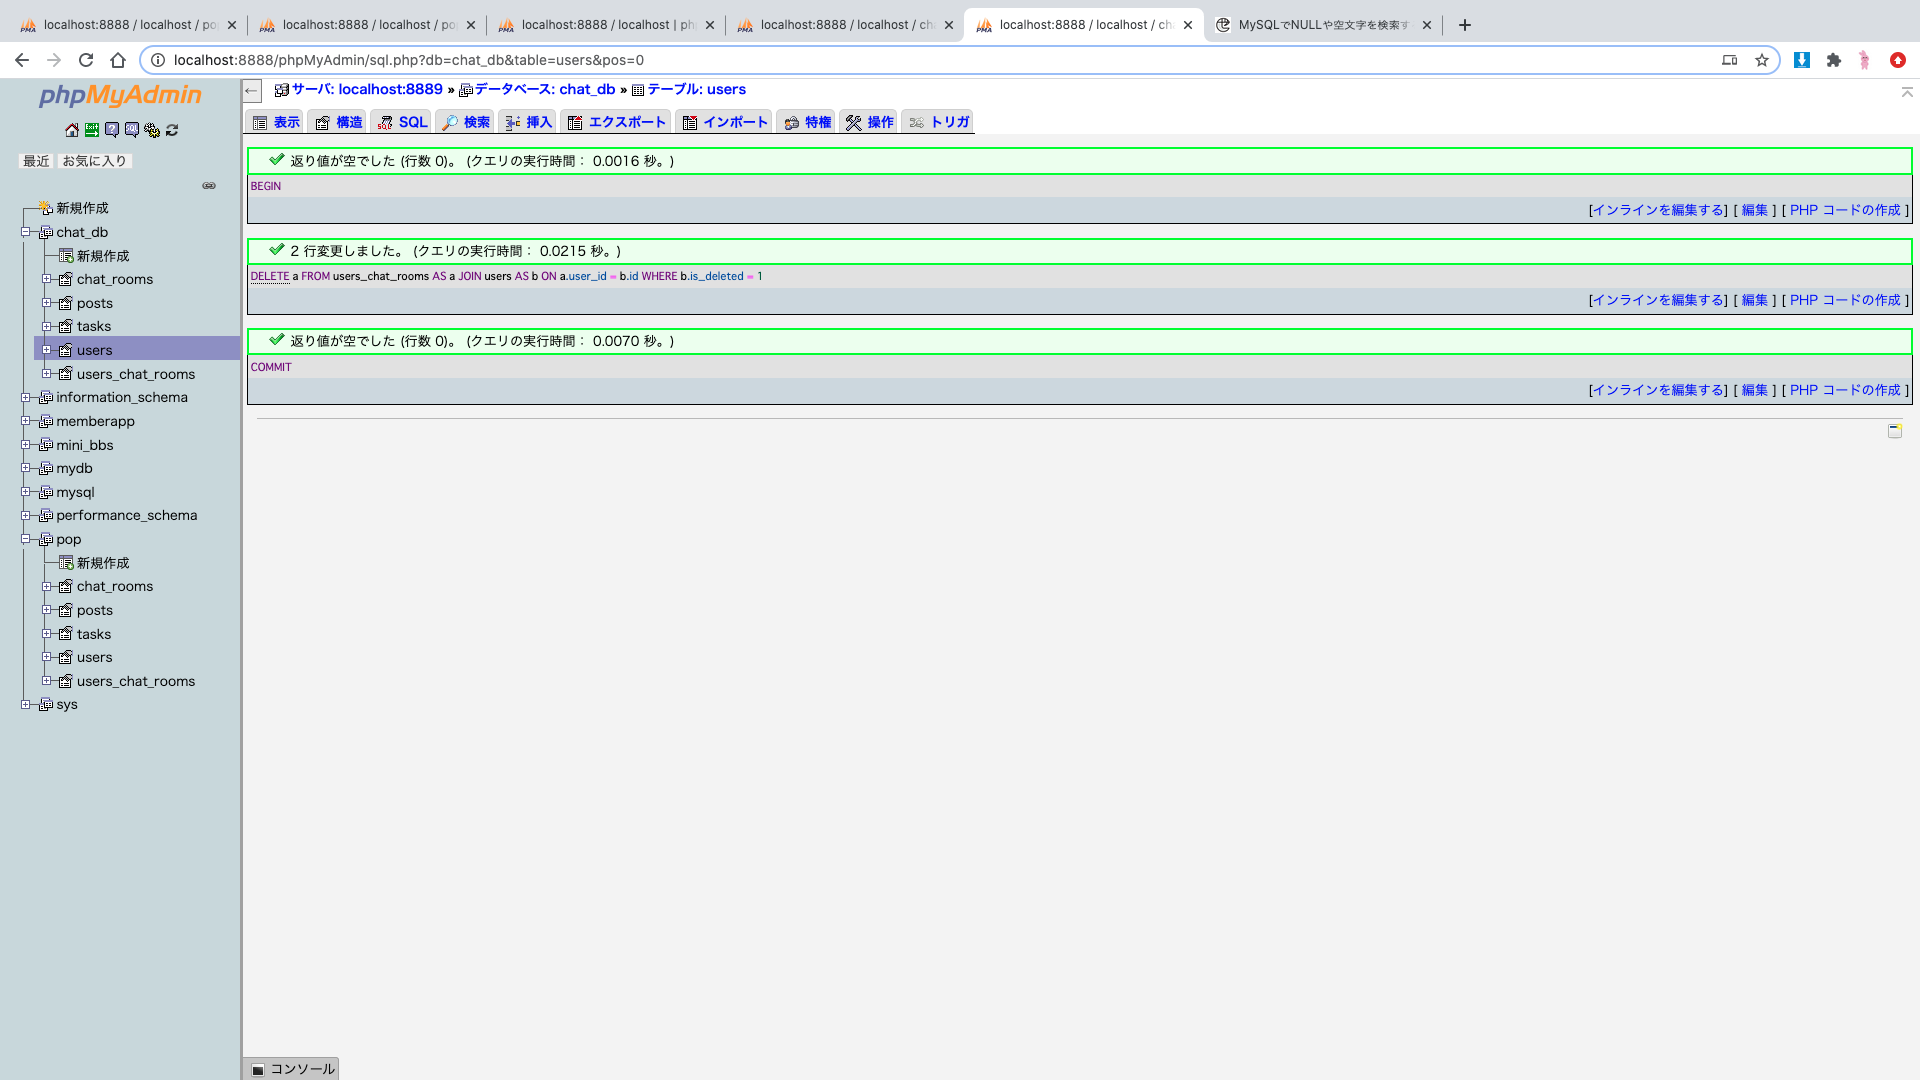 localhost:8888 / localhost / po
localhost:8888 / localhost / po
localhost:8888 / localhost | ph
localhost:8888 / localhost / ch
localhost:8888 / localhost / ch
MySQLでNULLや空文字を検索す
localhost:8888/phpMyAdmin/sql.php?db=chat_db&table=users&pos=0
phpMyAdmin
最近 お気に入り
新規作成
chat_db
新規作成
chat_rooms
posts
tasks
users
users_chat_rooms
information_schema
memberapp
mini_bbs
mydb
mysql
performance_schema
pop
新規作成
chat_rooms
posts
tasks
users
users_chat_rooms
sys
サーバ: localhost:8889 » データベース: chat_db » テーブル: users
表示 構造 SQL 検索 挿入 エクスポート インポート 特権 操作 トリガ
返り値が空でした (行数 0)。 (クエリの実行時間： 0.0016 秒。)
BEGIN
[インラインを編集する] [ 編集 ] [ PHP コードの作成 ]
2 行変更しました。 (クエリの実行時間： 0.0215 秒。)
DELETE a FROM users_chat_rooms AS a JOIN users AS b ON a.user_id = b.id WHERE b.is_deleted = 1
[インラインを編集する] [ 編集 ] [ PHP コードの作成 ]
返り値が空でした (行数 0)。 (クエリの実行時間： 0.0070 秒。)
COMMIT
[インラインを編集する] [ 編集 ] [ PHP コードの作成 ]
コンソール